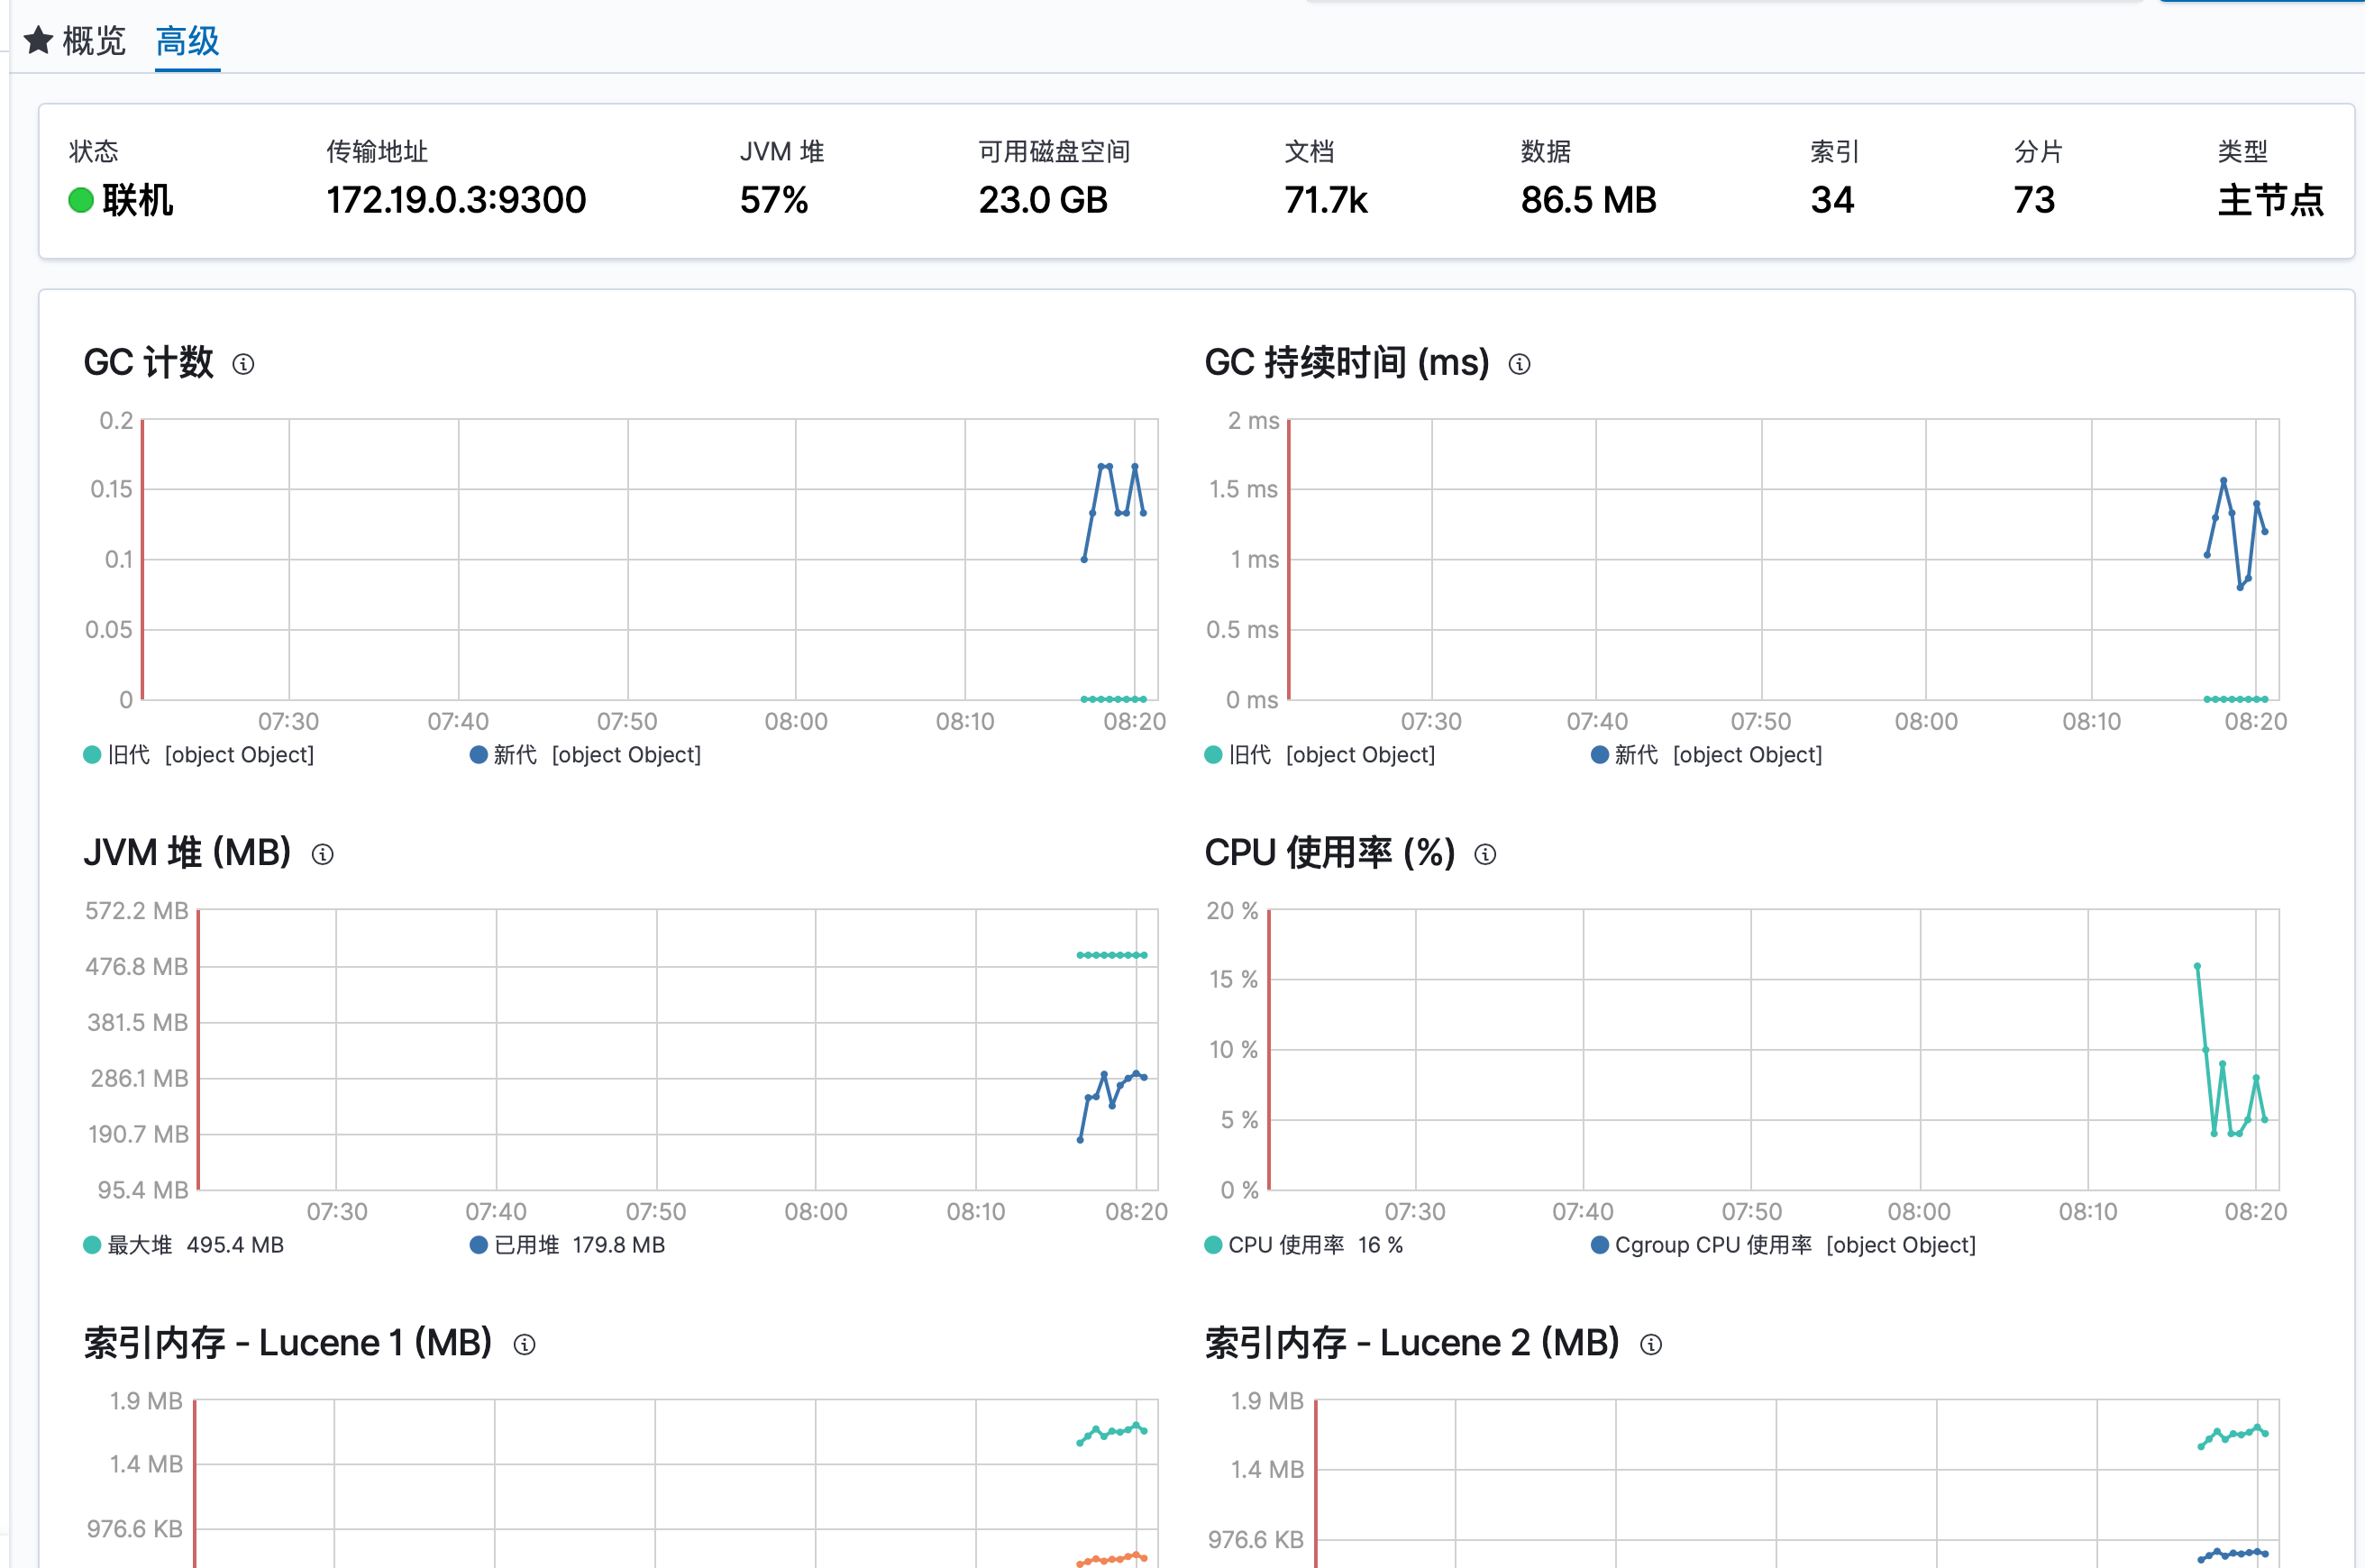 概览 高级
状态 传输地址 JVM 堆 可用磁盘空间 文档 数据 索引 分片 类型
联机 172.19.0.3:9300 57% 23.0 GB 71.7k 86.5 MB 34 73 主节点
GC 计数
0.2
0.15
0.1
0.05
0
07:30 07:40 07:50 08:00 08:10 08:20
旧代 [object Object] 新代 [object Object]
GC 持续时间 (ms)
2 ms
1.5 ms
1 ms
0.5 ms
0 ms
07:30 07:40 07:50 08:00 08:10 08:20
旧代 [object Object] 新代 [object Object]
JVM 堆 (MB)
572.2 MB
476.8 MB
381.5 MB
286.1 MB
190.7 MB
95.4 MB
07:30 07:40 07:50 08:00 08:10 08:20
最大堆 495.4 MB 已用堆 179.8 MB
CPU 使用率 (%)
20 %
15 %
10 %
5 %
0 %
07:30 07:40 07:50 08:00 08:10 08:20
CPU 使用率 16 % Cgroup CPU 使用率 [object Object]
索引内存 - Lucene 1 (MB)
1.9 MB
1.4 MB
976.6 KB
索引内存 - Lucene 2 (MB)
1.9 MB
1.4 MB
976.6 KB